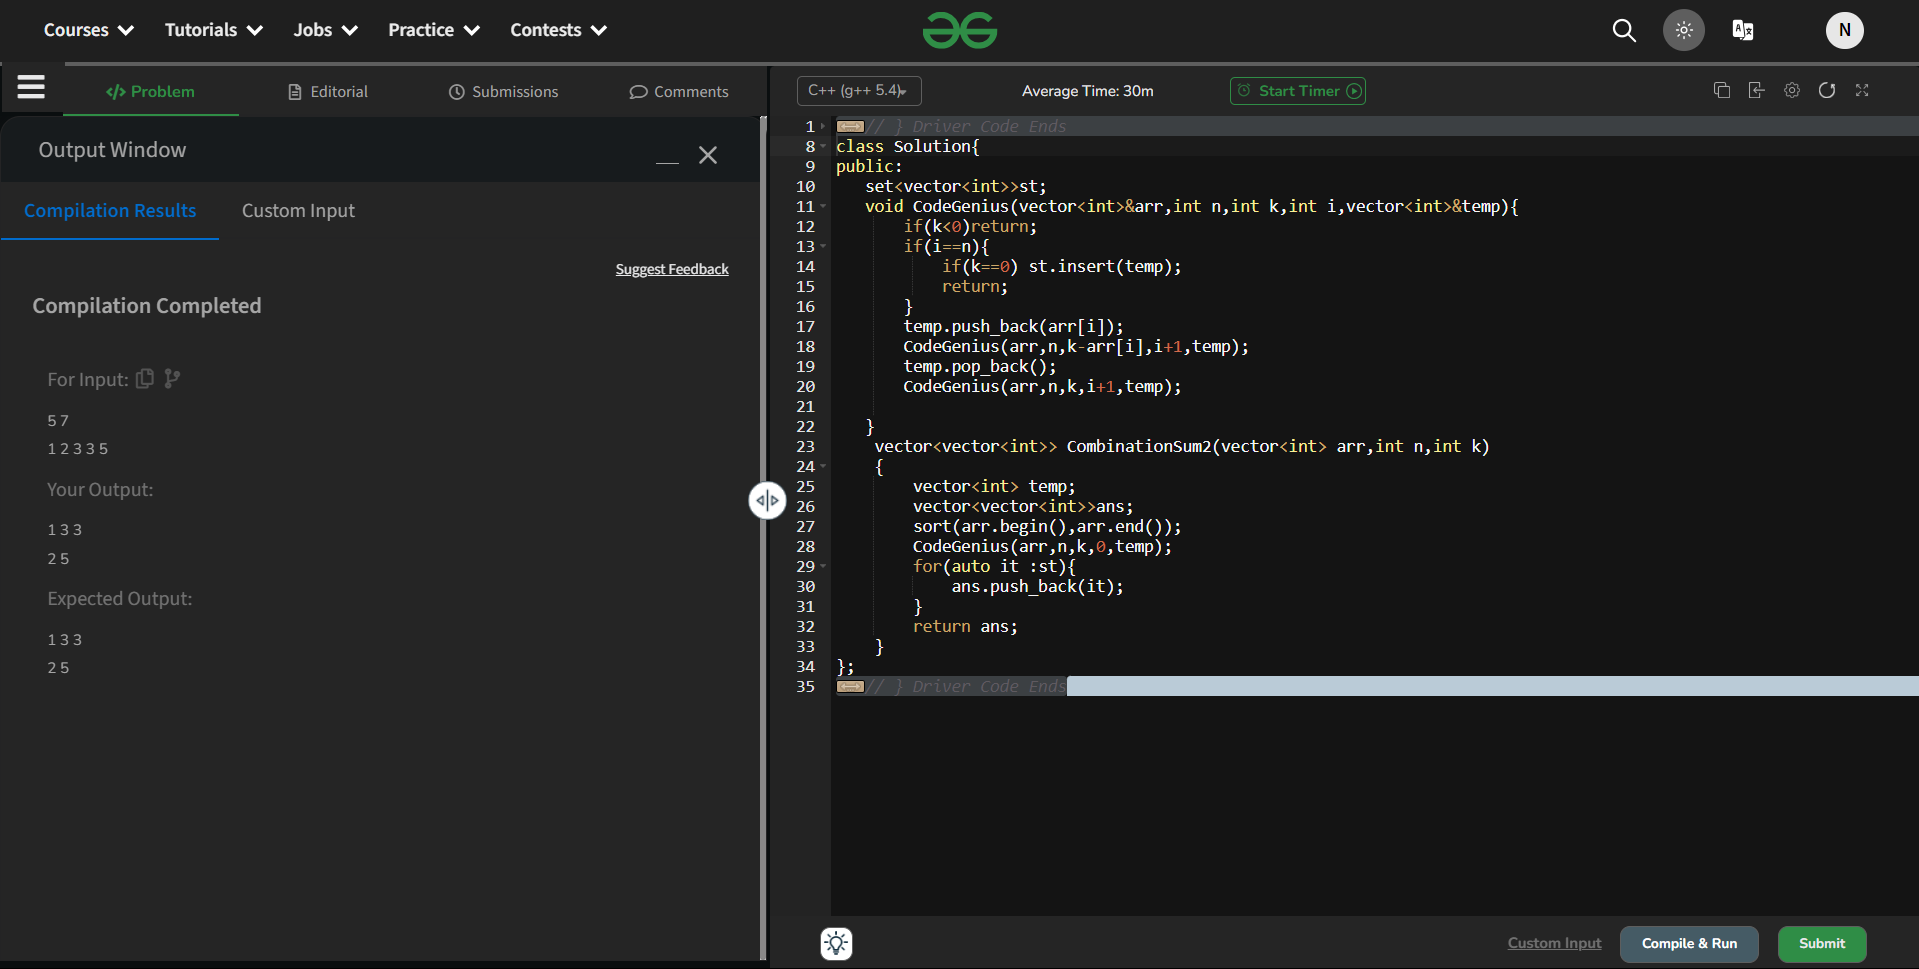 Courses Tutorials Jobs Practice Contests N
Problem Editorial Submissions Comments
Output Window
Compilation Results Custom Input
Suggest Feedback
Compilation Completed
For Input:
5 7
1 2 3 3 5
Your Output:
1 3 3
2 5
Expected Output:
1 3 3
2 5
C++ (g++ 5.4) Average Time: 30m Start Timer
1 // } Driver Code Ends
8 class Solution{
9 public:
10 set<vector<int>>st;
11 void CodeGenius(vector<int>&arr,int n,int k,int i,vector<int>&temp){
12 if(k<0)return;
13 if(i==n){
14 if(k==0) st.insert(temp);
15 return;
16 }
17 temp.push_back(arr[i]);
18 CodeGenius(arr,n,k-arr[i],i+1,temp);
19 temp.pop_back();
20 CodeGenius(arr,n,k,i+1,temp);
21
22 }
23 vector<vector<int>> CombinationSum2(vector<int> arr,int n,int k)
24 {
25 vector<int> temp;
26 vector<vector<int>>ans;
27 sort(arr.begin(),arr.end());
28 CodeGenius(arr,n,k,0,temp);
29 for(auto it :st){
30 ans.push_back(it);
31 }
32 return ans;
33 }
34 };
35 // } Driver Code Ends
Custom Input Compile & Run Submit